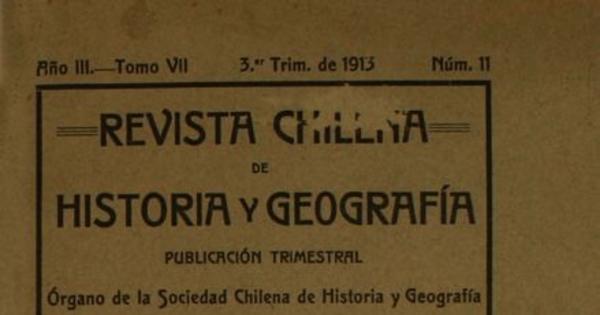 Año III.—Tomo VII 3.er Trim. de 1913 Núm. 11
REVISTA CHILENA
DE
HISTORIA Y GEOGRAFÍA
PUBLICACIÓN TRIMESTRAL
Órgano de la Sociedad Chilena de Historia y Geografía